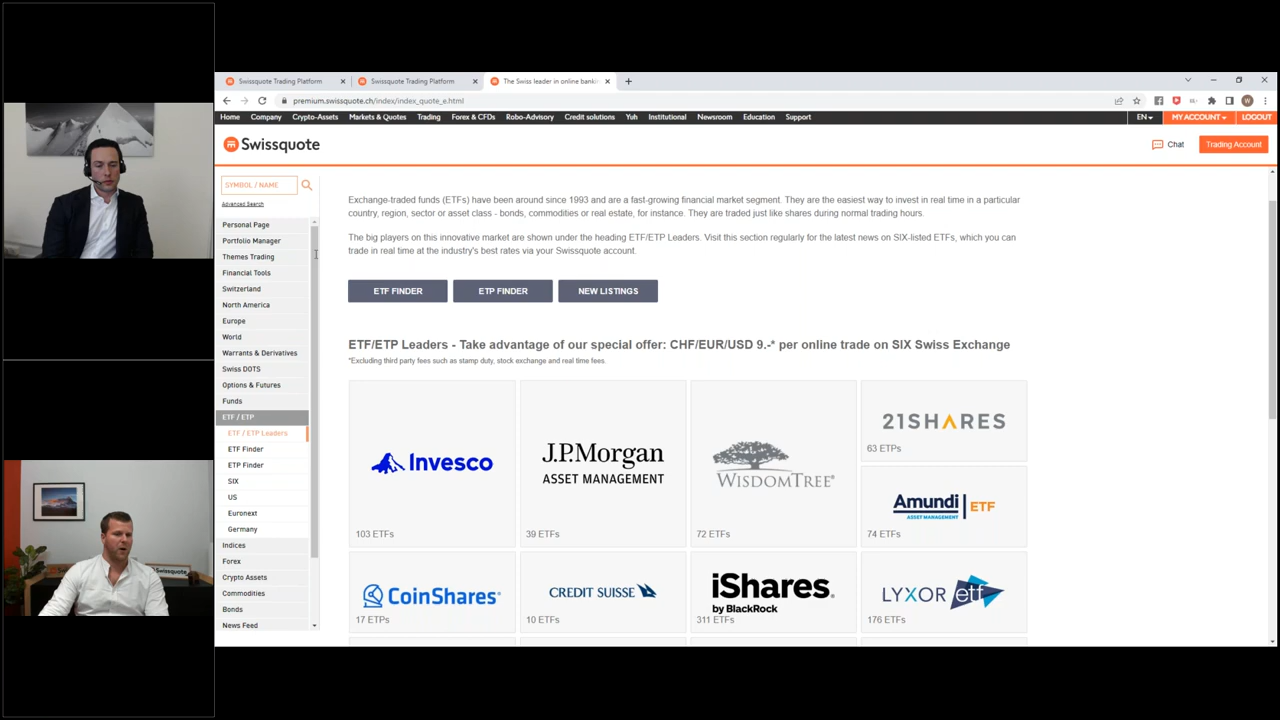 Swissquote Trading Platform
Swissquote Trading Platform
The Swiss leader in online banki
premium.swissquote.ch/index/index_quote_e.html
Home Company Crypto-Assets Markets & Quotes Trading Forex & CFDs Robo-Advisory Credit solutions Yuh Institutional Newsroom Education Support EN MY ACCOUNT LOGOUT
Swissquote
Chat
Trading Account
SYMBOL / NAME
Advanced Search
Personal Page
Portfolio Manager
Themes Trading
Financial Tools
Switzerland
North America
Europe
World
Warrants & Derivatives
Swiss DOTS
Options & Futures
Funds
ETF / ETP
ETF / ETP Leaders
ETF Finder
ETP Finder
SIX
US
Euronext
Germany
Indices
Forex
Crypto Assets
Commodities
Bonds
News Feed
Exchange-traded funds (ETFs) have been around since 1993 and are a fast-growing financial market segment. They are the easiest way to invest in real time in a particular
country, region, sector or asset class - bonds, commodities or real estate, for instance. They are traded just like shares during normal trading hours.
The big players on this innovative market are shown under the heading ETF/ETP Leaders. Visit this section regularly for the latest news on SIX-listed ETFs, which you can
trade in real time at the industry's best rates via your Swissquote account.
ETF FINDER
ETP FINDER
NEW LISTINGS
ETF/ETP Leaders - Take advantage of our special offer: CHF/EUR/USD 9.-* per online trade on SIX Swiss Exchange
*Excluding third party fees such as stamp duty, stock exchange and real time fees.
Invesco
103 ETFs
J.P.Morgan
ASSET MANAGEMENT
39 ETFs
WISDOMTREE®
72 ETFs
21SHARES
63 ETPs
Amundi ETF
ASSET MANAGEMENT
74 ETFs
CoinShares
17 ETPs
CREDIT SUISSE
10 ETFs
iShares.
by BlackRock
311 ETFs
LYXOR etf
176 ETFs
Swissquote